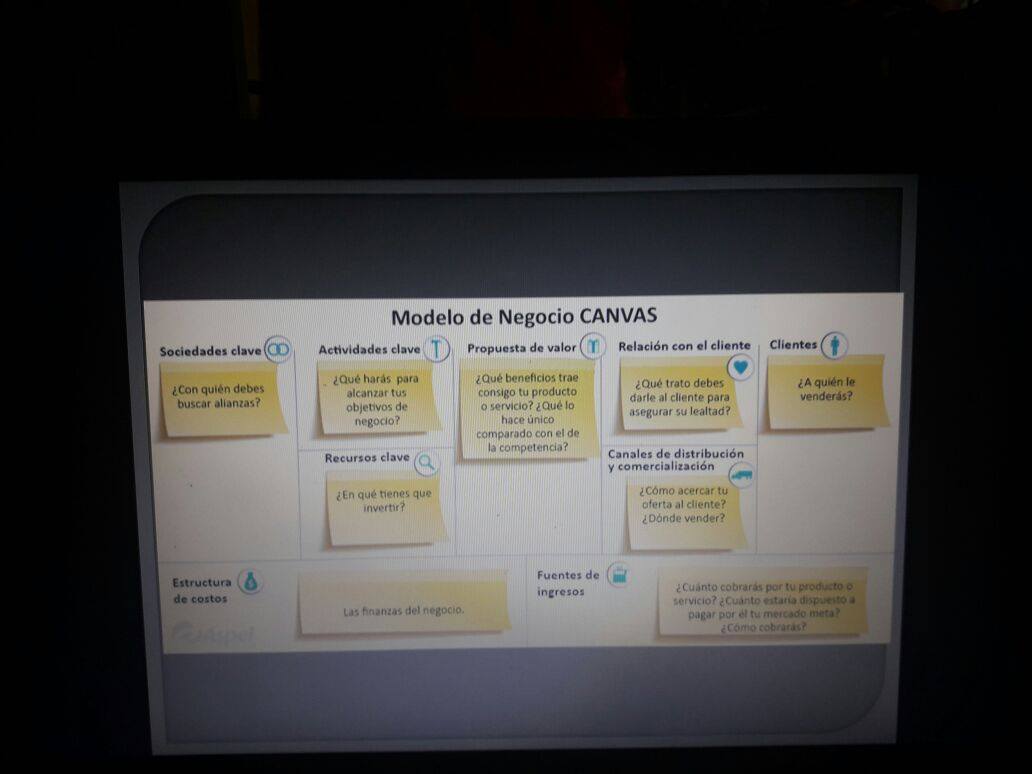 Modelo de Negocio CANVAS
Sociedades clave
¿Con quién debes
buscar alianzas?
Actividades clave
¿Qué harás para
alcanzar tus
objetivos de
negocio?
Recursos clave
¿En qué tienes que
invertir?
Propuesta de valor
¿Qué beneficios trae
consigo tu producto
o servicio? ¿Qué lo
hace único
comparado con el de
la competencia?
Relación con el cliente
¿Qué trato debes
darle al cliente para
asegurar su lealtad?
Canales de distribución
y comercialización
¿Cómo acercar tu
oferta al cliente?
¿Dónde vender?
Clientes
¿A quién le
venderás?
Estructura
de costos
Las finanzas del negocio.
Fuentes de
ingresos
¿Cuánto cobrarás por tu producto o
servicio? ¿Cuánto estaría dispuesto a
pagar por él tu mercado meta?
¿Cómo cobrarás?
Aspel